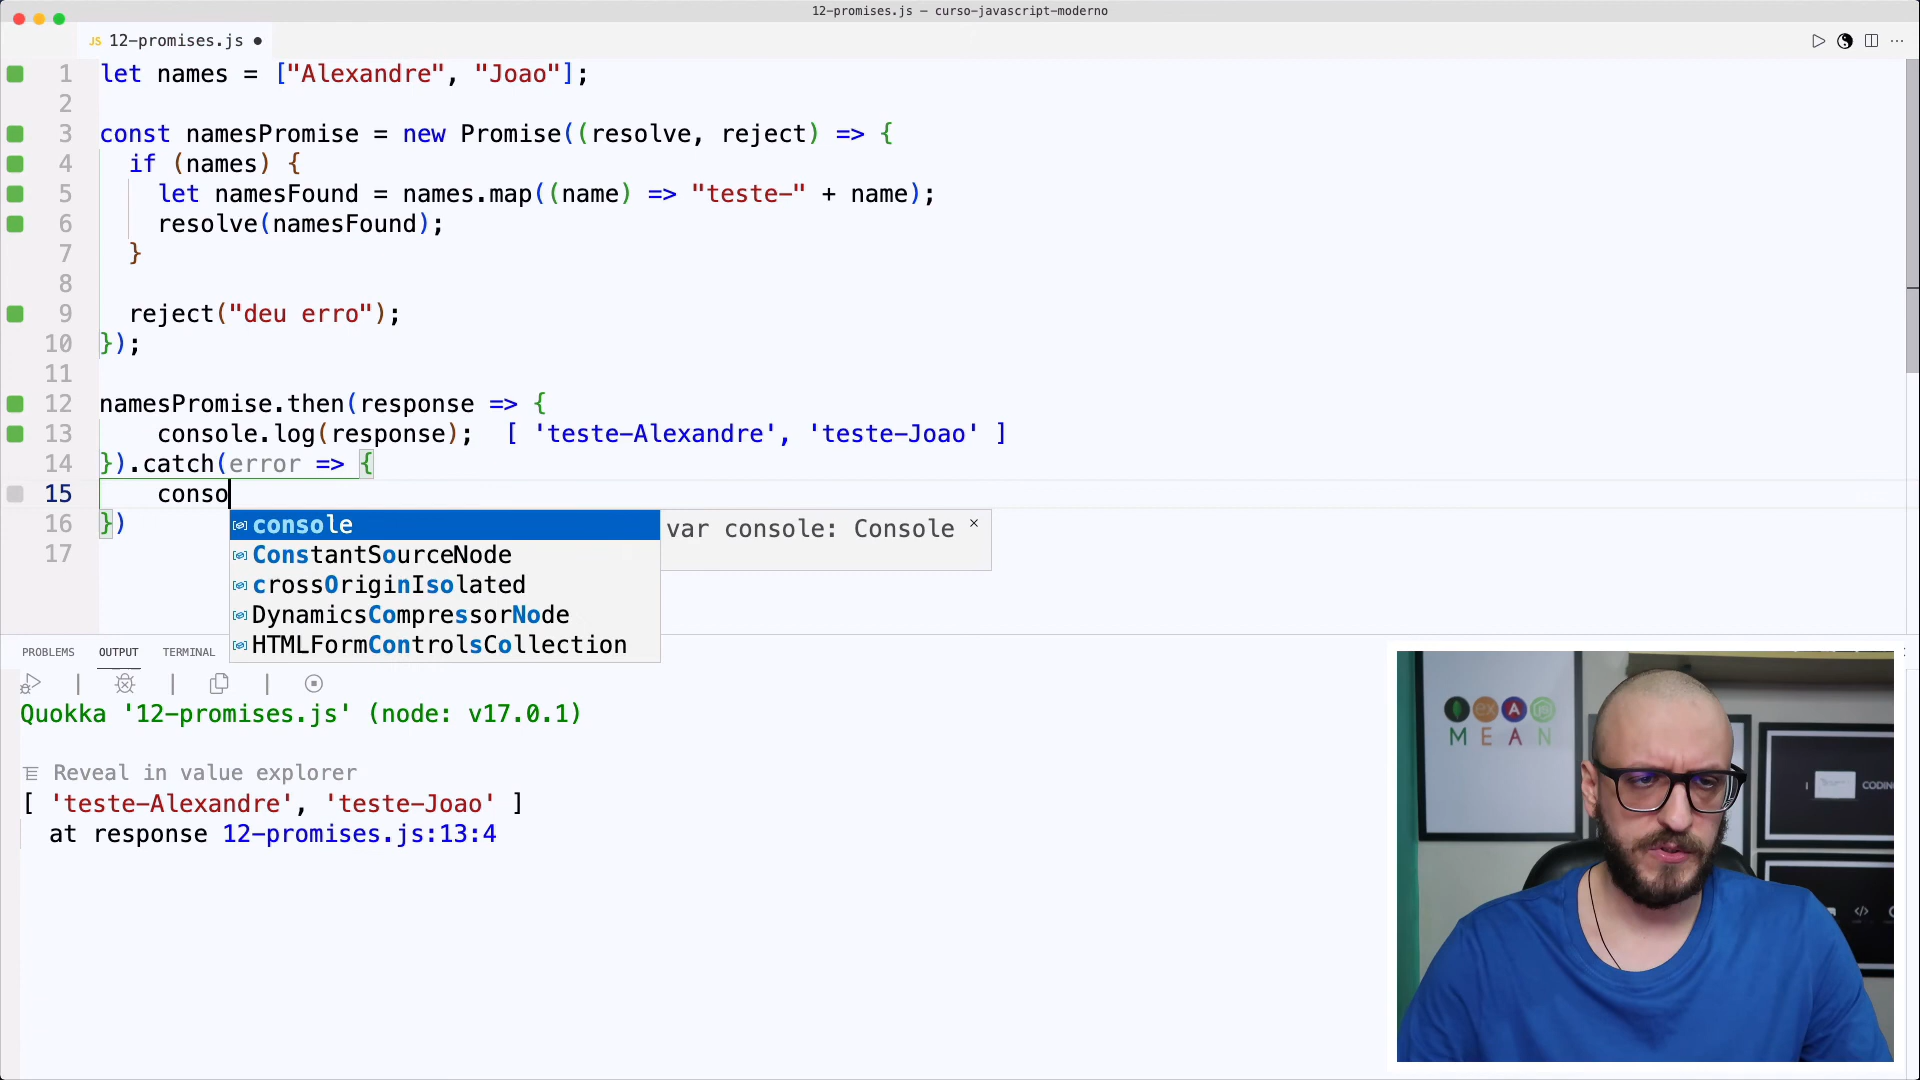 12-promises.js — curso-javascript-moderno
JS 12-promises.js ●
1 let names = ["Alexandre", "Joao"];
2
3 const namesPromise = new Promise((resolve, reject) => {
4 if (names) {
5 let namesFound = names.map((name) => "teste-" + name);
6 resolve(namesFound);
7 }
8
9 reject("deu erro");
10 });
11
12 namesPromise.then(response => {
13 console.log(response); [ 'teste-Alexandre', 'teste-Joao' ]
14 }).catch(error => {
15 conso
16 })
17
console
var console: Console ×
ConstantSourceNode
crossOriginIsolated
DynamicsCompressorNode
HTMLFormControlsCollection
PROBLEMS OUTPUT TERMINAL
Quokka '12-promises.js' (node: v17.0.1)
Reveal in value explorer
[ 'teste-Alexandre', 'teste-Joao' ]
at response 12-promises.js:13:4
ex A
MEAN
I
CODING